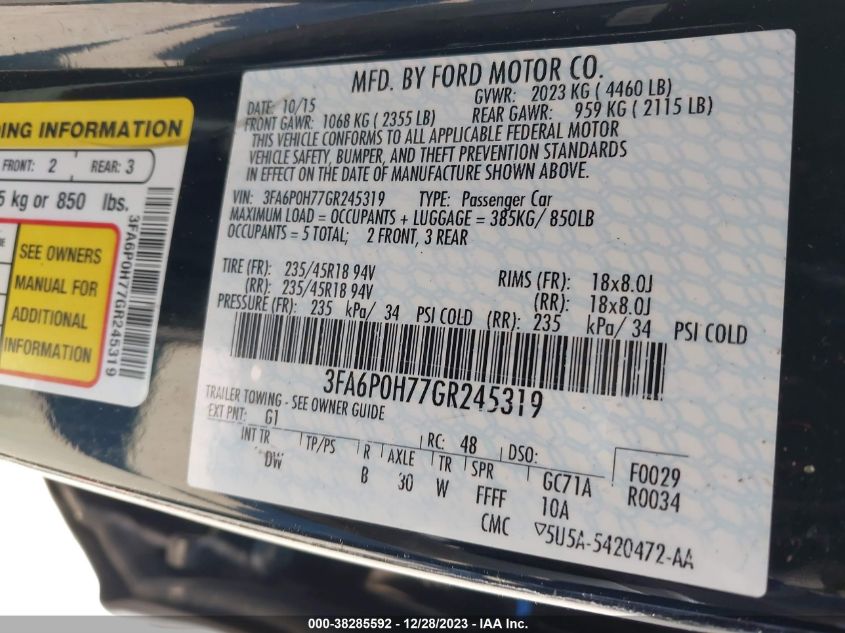 MFD. BY FORD MOTOR CO.
DATE: 10/15 GVWR: 2023 KG ( 4460 LB)
FRONT GAWR: 1068 KG ( 2355 LB) REAR GAWR: 959 KG ( 2115 LB)
THIS VEHICLE CONFORMS TO ALL APPLICABLE FEDERAL MOTOR
VEHICLE SAFETY, BUMPER, AND THEFT PREVENTION STANDARDS
IN EFFECT ON THE DATE OF MANUFACTURE SHOWN ABOVE.
VIN: 3FA6P0H77GR245319 TYPE: Passenger Car
MAXIMUM LOAD = OCCUPANTS + LUGGAGE = 385KG/ 850LB
OCCUPANTS = 5 TOTAL; 2 FRONT, 3 REAR
TIRE (FR): 235/45R18 94V RIMS (FR): 18x8.0J
(RR): 235/45R18 94V (RR): 18x8.0J
PRESSURE (FR): 235 kPa/ 34 PSI COLD (RR): 235 kPa/ 34 PSI COLD
3FA6P0H77GR245319
TRAILER TOWING - SEE OWNER GUIDE
EXT PNT: G1 RC: 48 DSO:
INT TR TP/PS R AXLE TR SPR GC71A F0029
DW B 30 W FFFF 10A R0034
CMC 5U5A-5420472-AA
ING INFORMATION
FRONT: 2 REAR: 3
5 kg or 850 lbs.
SEE OWNERS
MANUAL FOR
ADDITIONAL
INFORMATION
3FA6P0H77GR245319
000-38285592 - 12/28/2023 - IAA Inc.